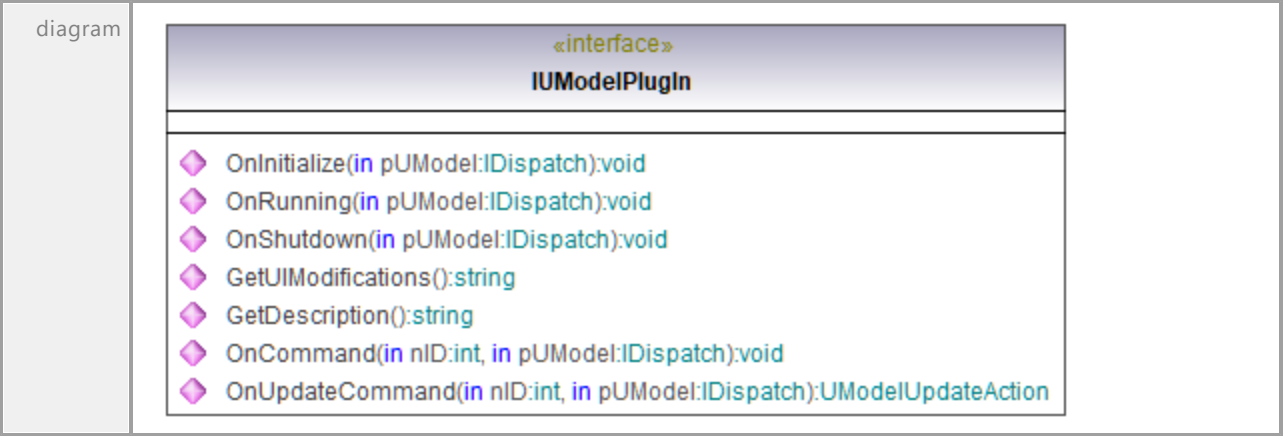 diagram
«interface»
IUModelPlugIn
OnInitialize(in pUModel:IDispatch):void
OnRunning(in pUModel:IDispatch):void
OnShutdown(in pUModel:IDispatch):void
GetUIModifications():string
GetDescription():string
OnCommand(in nID:int, in pUModel:IDispatch):void
OnUpdateCommand(in nID:int, in pUModel:IDispatch):UModelUpdateAction